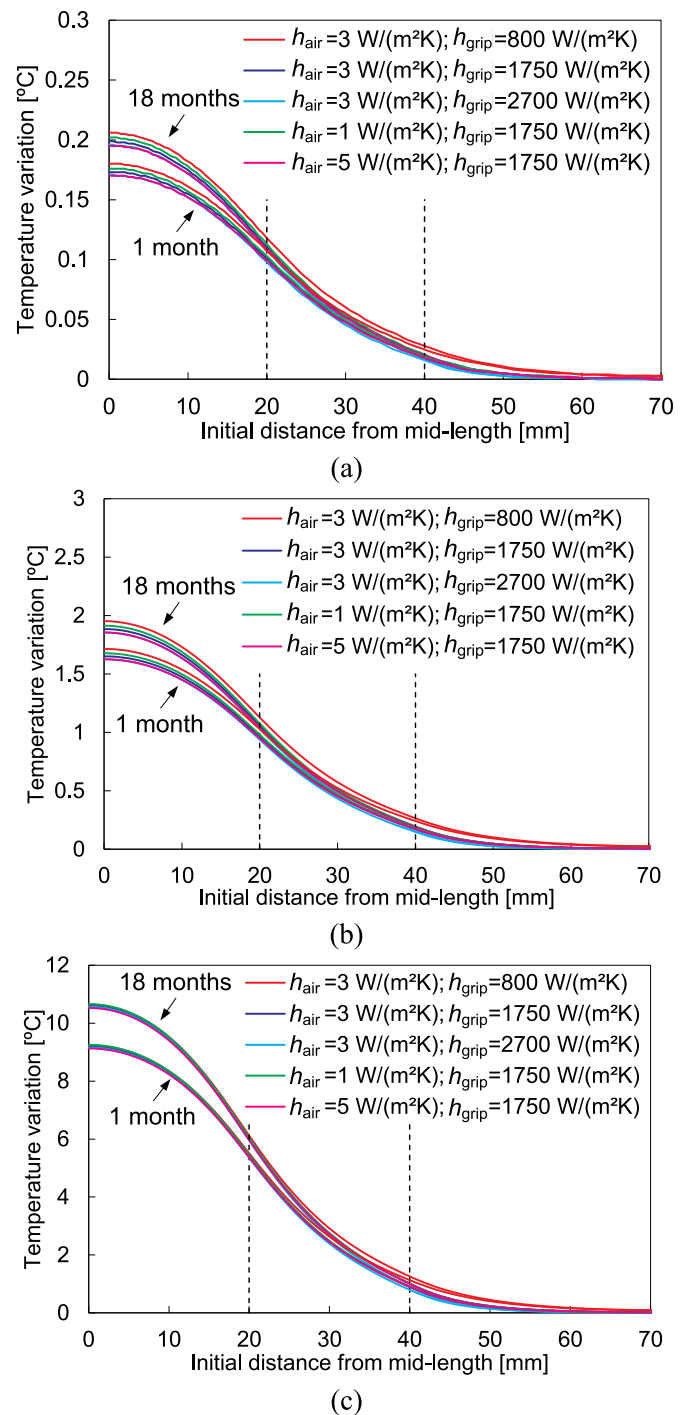 0.3
0.25
0.2
0.15
0.1
0.05
0
Temperature variation [ºC]
h_air=3 W/(m²K); h_grip=800 W/(m²K)
h_air=3 W/(m²K); h_grip=1750 W/(m²K)
h_air=3 W/(m²K); h_grip=2700 W/(m²K)
h_air=1 W/(m²K); h_grip=1750 W/(m²K)
h_air=5 W/(m²K); h_grip=1750 W/(m²K)
18 months
1 month
0 10 20 30 40 50 60 70
Initial distance from mid-length [mm]
(a)
3
2.5
2
1.5
1
0.5
0
Temperature variation [ºC]
h_air=3 W/(m²K); h_grip=800 W/(m²K)
h_air=3 W/(m²K); h_grip=1750 W/(m²K)
h_air=3 W/(m²K); h_grip=2700 W/(m²K)
h_air=1 W/(m²K); h_grip=1750 W/(m²K)
h_air=5 W/(m²K); h_grip=1750 W/(m²K)
18 months
1 month
0 10 20 30 40 50 60 70
Initial distance from mid-length [mm]
(b)
12
10
8
6
4
2
0
Temperature variation [ºC]
18 months
h_air=3 W/(m²K); h_grip=800 W/(m²K)
h_air=3 W/(m²K); h_grip=1750 W/(m²K)
h_air=3 W/(m²K); h_grip=2700 W/(m²K)
h_air=1 W/(m²K); h_grip=1750 W/(m²K)
h_air=5 W/(m²K); h_grip=1750 W/(m²K)
1 month
0 10 20 30 40 50 60 70
Initial distance from mid-length [mm]
(c)